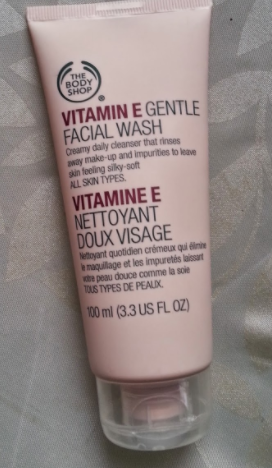 THE
BODY
SHOP
®
VITAMIN E GENTLE
FACIAL WASH
Creamy daily cleanser that rinses
away make-up and impurities to leave
skin feeling silky-soft
ALL SKIN TYPES.
VITAMINE E
NETTOYANT
DOUX VISAGE
Nettoyant quotidien crémeux qui élimine
le maquillage et les impuretés laissant
votre peau douce comme la soie
TOUS TYPES DE PEAUX.
100 ml (3.3 US FL OZ)